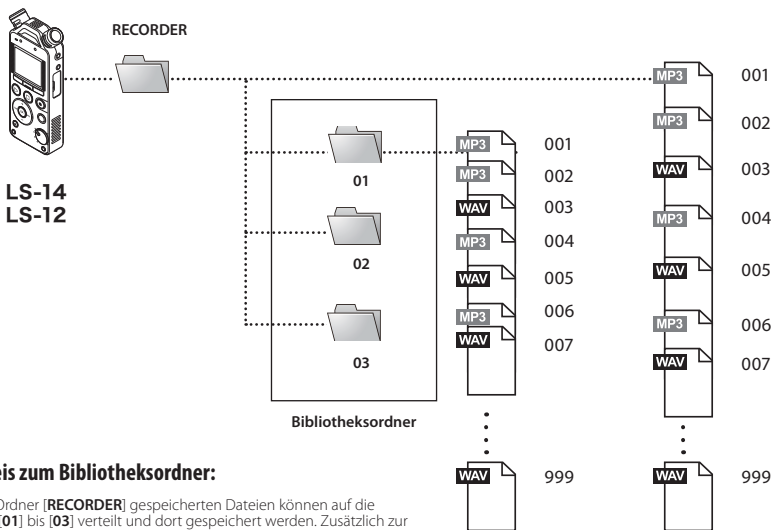 RECORDER
LS-14
LS-12
01
02
03
Bibliotheksordner
MP3 001
MP3 002
WAV 003
MP3 004
WAV 005
MP3 006
WAV 007
WAV 999
MP3 001
MP3 002
WAV 003
MP3 004
WAV 005
MP3 006
WAV 007
WAV 999
zum Bibliotheksordner:
Ordner [RECORDER] gespeicherten Dateien können auf die
[01] bis [03] verteilt und dort gespeichert werden. Zusätzlich zur